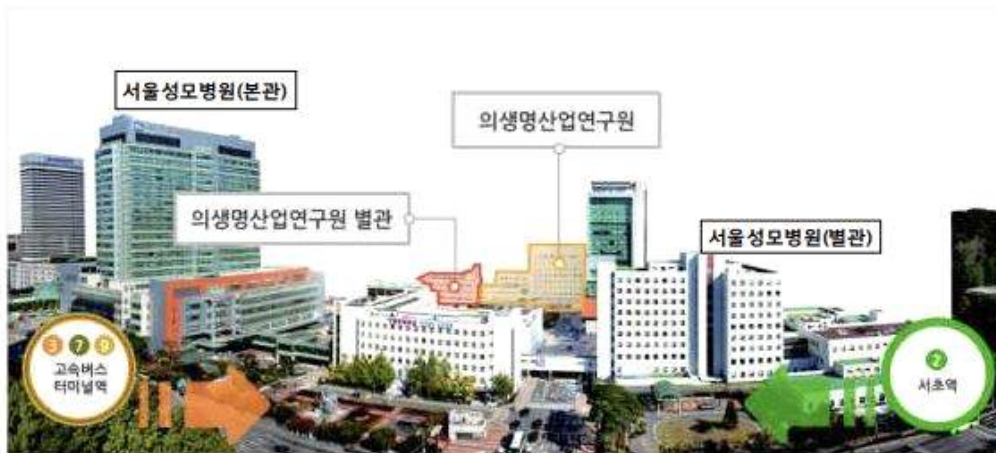 서울성모병원(본관)
의생명산업연구원
의생명산업연구원 별관
서울성모병원(별관)
3 7 9
고속버스
터미널역
2
서초역